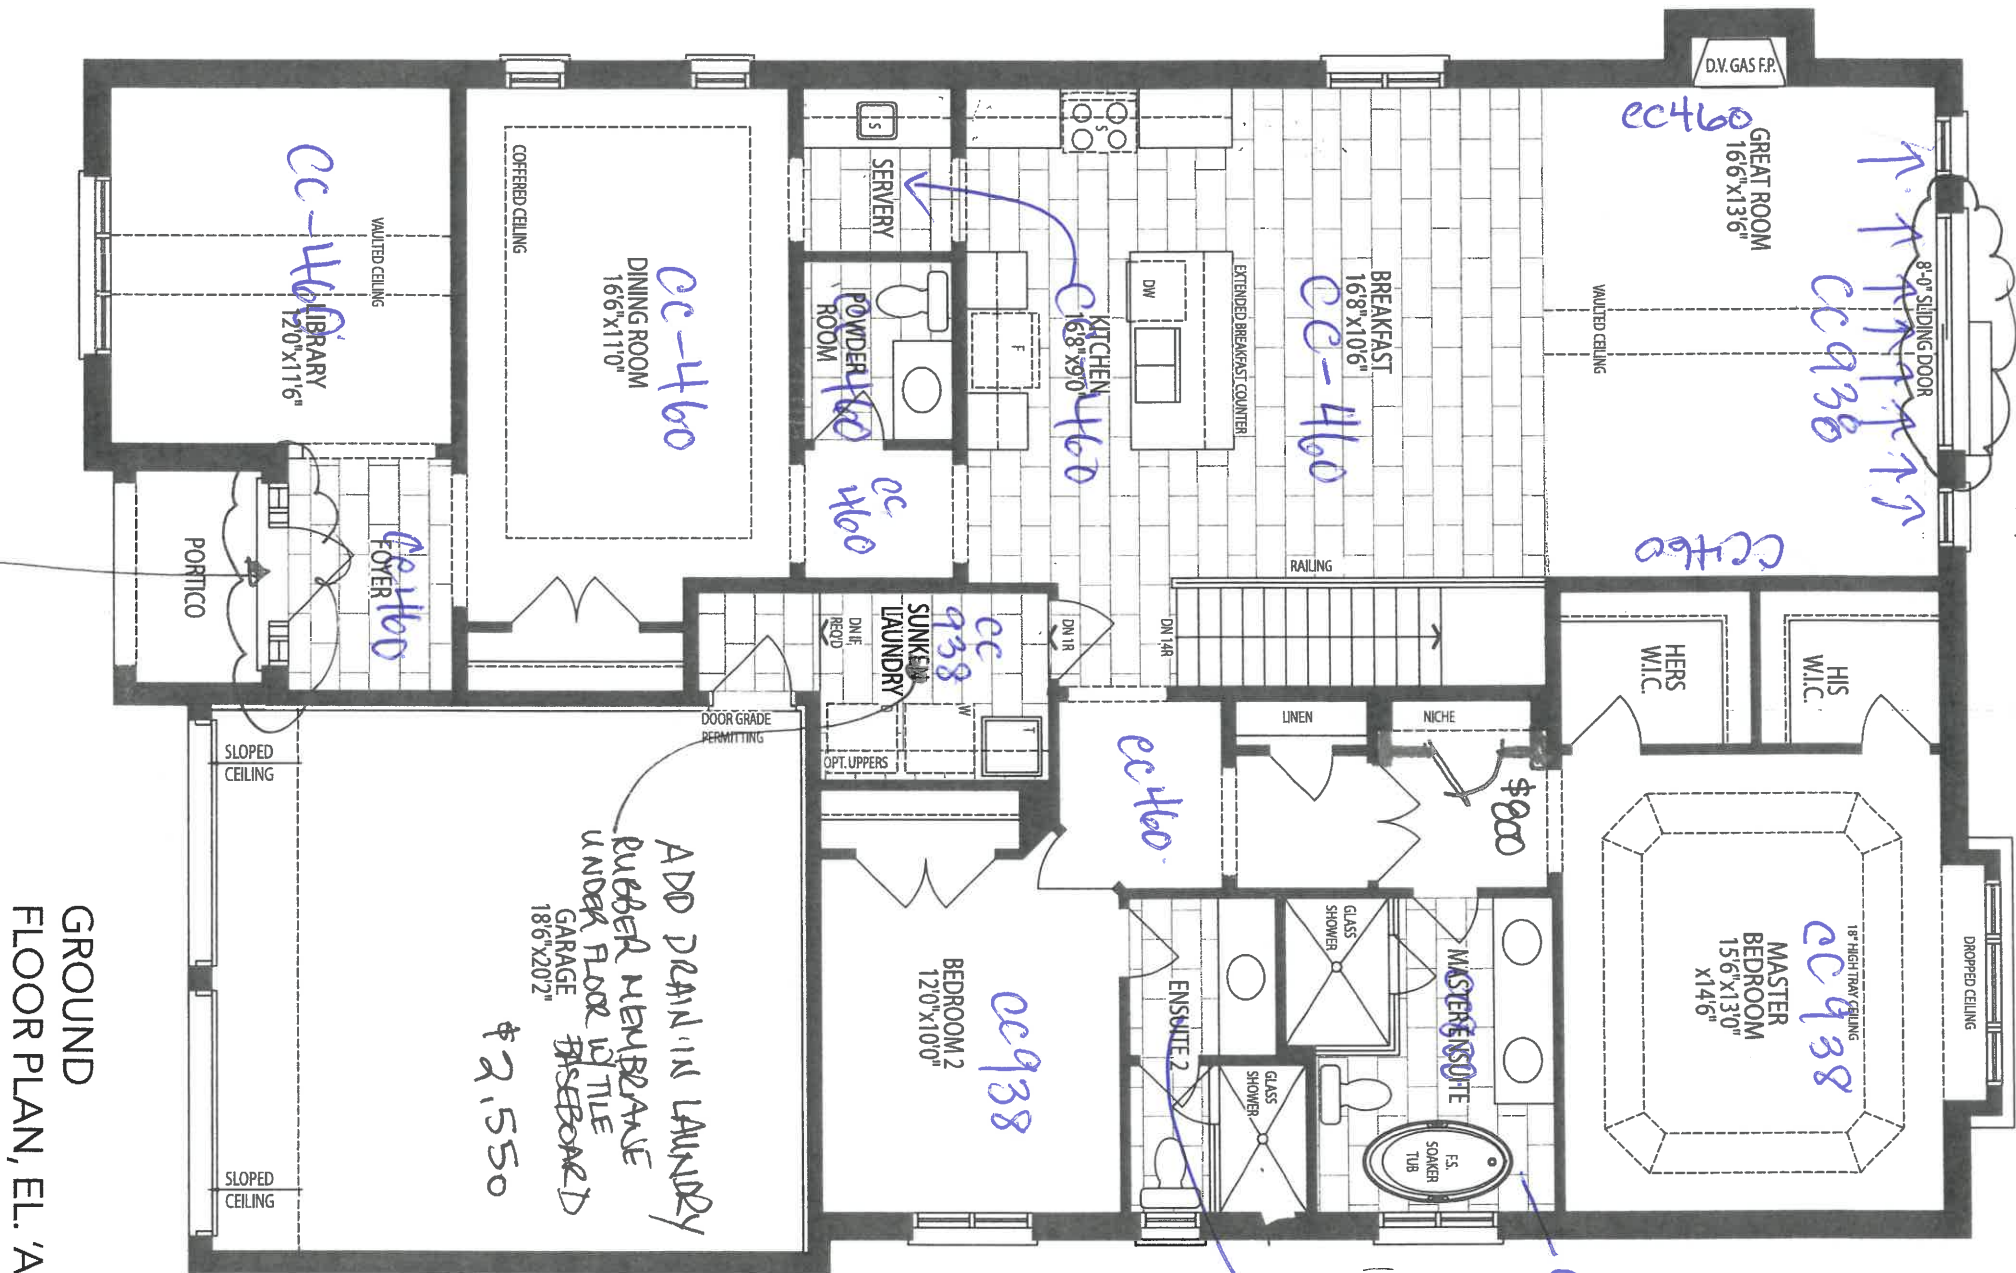 D.V. GAS F.P.
CC460
GREAT ROOM
16'6"x13'6"
8'-0" SLIDING DOOR
CC938
VAULTED CEILING
CC460
BREAKFAST
16'8"x10'6"
CC-460
EXTENDED BREAKFAST COUNTER
DW
KITCHEN
16'8"x9'0"
CC-460
S
F
SERVERY
S
POWDER
ROOM
CC460
CC
460
DINING ROOM
16'6"x11'0"
CC-460
COFFERED CEILING
LIBRARY
12'0"x11'6"
CC-460
VAULTED CEILING
FOYER
CC460
PORTICO
RAILING
DN 14R
DN 1R
SUNKEN
LAUNDRY
CC
938
DN IF
REQ'D
W
D
T
OPT. UPPERS
DOOR GRADE
PERMITTING
HIS
W.I.C.
HERS
W.I.C.
LINEN
NICHE
$800
CC460
DROPPED CEILING
18" HIGH TRAY CEILING
MASTER
BEDROOM
15'6"x13'0"
x14'6"
CC938
MASTER ENSUITE
GLASS
SHOWER
F.S.
SOAKER
TUB
ENSUITE 2
GLASS
SHOWER
BEDROOM 2
12'0"x10'0"
CC938
SLOPED
CEILING
SLOPED
CEILING
ADD DRAIN IN LAUNDRY
RUBBER MEMBRANE
UNDER FLOOR W TILE
BASEBOARD
$2,550
GARAGE
18'6"x20'2"
GROUND
FLOOR PLAN, EL. 'A